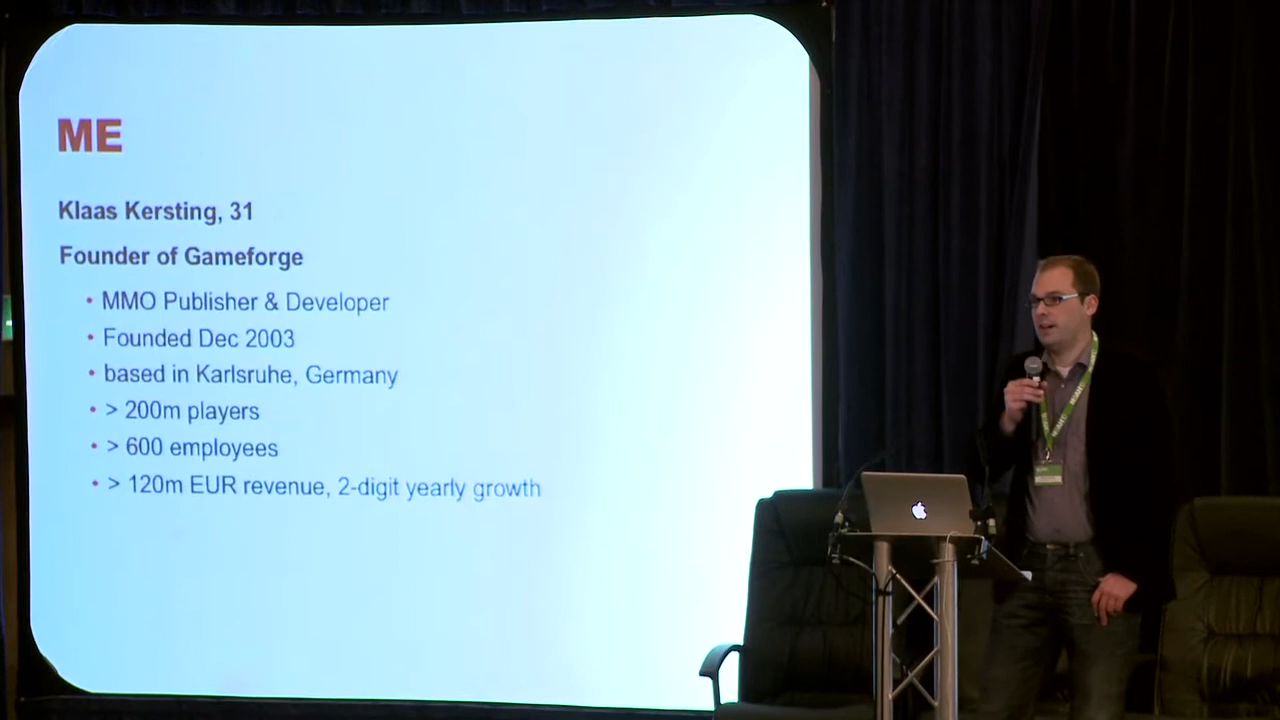 ME
Klaas Kersting, 31
Founder of Gameforge
• MMO Publisher & Developer
• Founded Dec 2003
• based in Karlsruhe, Germany
• > 200m players
• > 600 employees
• > 120m EUR revenue, 2-digit yearly growth